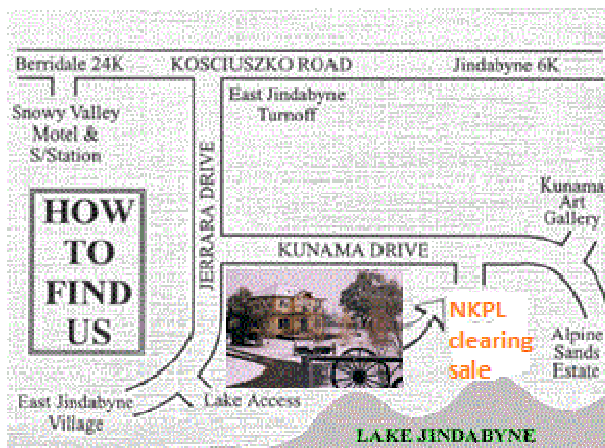 Berridale 24K
KOSCIUSZKO ROAD
Jindabyne 6K
Snowy Valley
Motel &
S/Station
East Jindabyne
Turnoff
JERRARA DRIVE
Kunama
Art
Gallery
HOW
TO
FIND
US
KUNAMA DRIVE
NKPL
clearing
sale
Alpine
Sands
Estate
East Jindabyne
Village
Lake Access
LAKE JINDABYNE